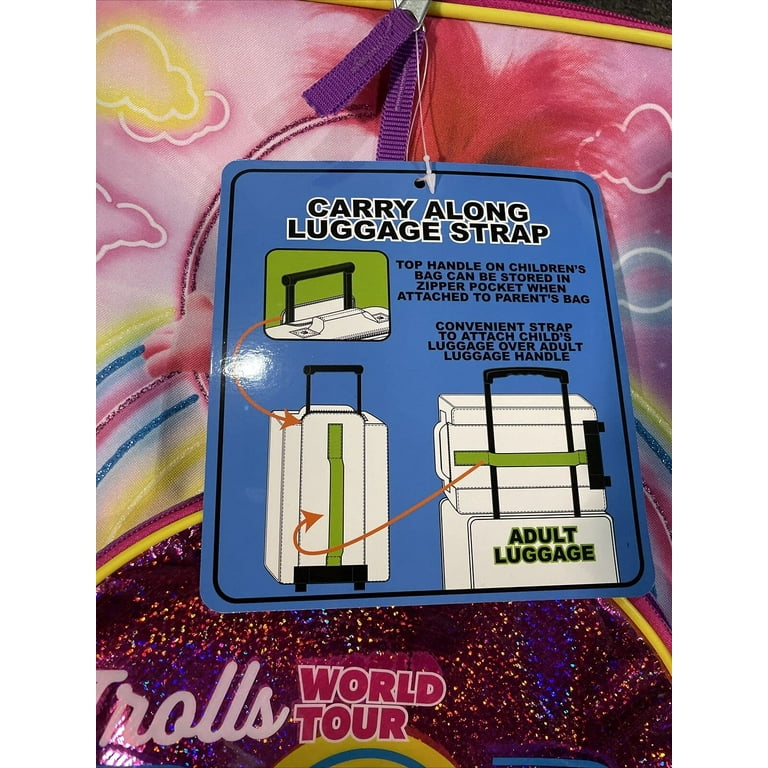 CARRY ALONG
LUGGAGE STRAP
TOP HANDLE ON CHILDREN'S
BAG CAN BE STORED IN
ZIPPER POCKET WHEN
ATTACHED TO PARENT'S BAG
CONVENIENT STRAP
TO ATTACH CHILD'S
LUGGAGE OVER ADULT
LUGGAGE HANDLE
ADULT
LUGGAGE
Trolls WORLD
TOUR